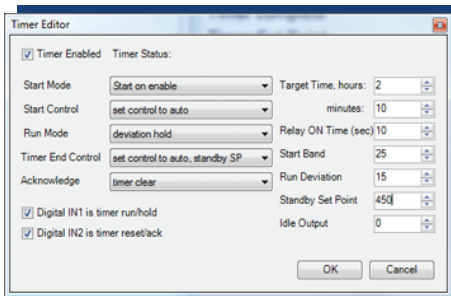 Timer Editor
Timer Enabled Timer Status:
Start Mode Start on enable Target Time, hours: 2
Start Control set control to auto minutes: 10
Run Mode deviation hold Relay ON Time (sec) 10
Timer End Control set control to auto, standby SP Start Band 25
Acknowledge timer clear Run Deviation 15
Standby Set Point 450
Digital IN1 is timer run/hold
Idle Output 0
Digital IN2 is timer reset/ack
OK Cancel